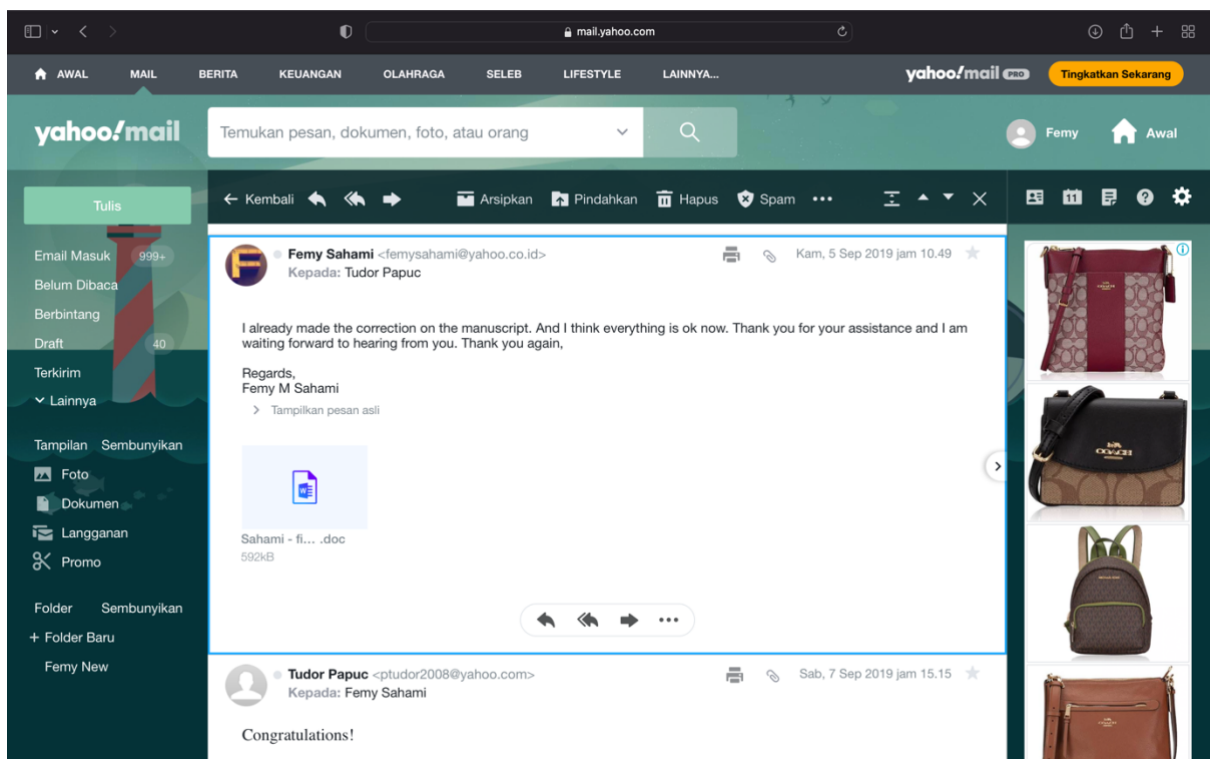 mail.yahoo.com
AWAL MAIL BERITA KEUANGAN OLAHRAGA SELEB LIFESTYLE LAINNYA... yahoo!mail PRO Tingkatkan Sekarang
yahoo!mail Temukan pesan, dokumen, foto, atau orang Femy Awal
Tulis
Kembali Arsipkan Pindahkan Hapus Spam 11
Email Masuk 999+
Belum Dibaca
Berbintang
Draft 40
Terkirim
Lainnya
Tampilan Sembunyikan
Foto
Dokumen
Langganan
Promo
Folder Sembunyikan
+ Folder Baru
Femy New
F
Femy Sahami <femysahami@yahoo.co.id> Kam, 5 Sep 2019 jam 10.49
Kepada: Tudor Papuc
I already made the correction on the manuscript. And I think everything is ok now. Thank you for your assistance and I am
waiting forward to hearing from you. Thank you again,
Regards,
Femy M Sahami
Tampilkan pesan asli
W
Sahami - fi... .doc
592kB
Tudor Papuc <ptudor2008@yahoo.com> Sab, 7 Sep 2019 jam 15.15
Kepada: Femy Sahami
Congratulations!
COACH